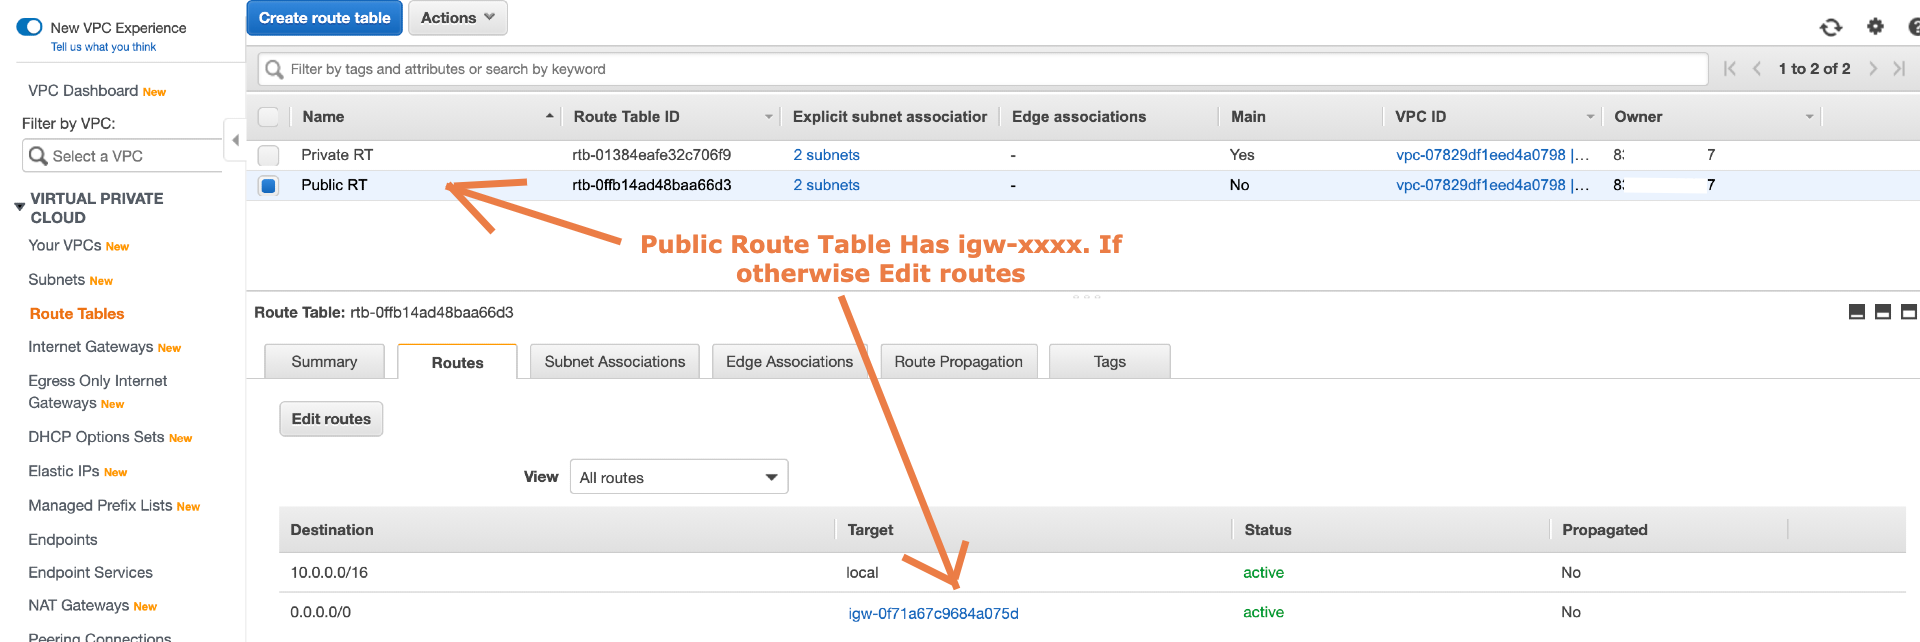 New VPC Experience
Tell us what you think
Create route table
Actions
Filter by tags and attributes or search by keyword
1 to 2 of 2
VPC Dashboard New
Filter by VPC:
Select a VPC
VIRTUAL PRIVATE
CLOUD
Your VPCs New
Subnets New
Route Tables
Internet Gateways New
Egress Only Internet
Gateways New
DHCP Options Sets New
Elastic IPs New
Managed Prefix Lists New
Endpoints
Endpoint Services
NAT Gateways New
Peering Connections
Name Route Table ID Explicit subnet association Edge associations Main VPC ID Owner
Private RT rtb-01384eafe32c706f9 2 subnets - Yes vpc-07829df1eed4a0798 |... 8 7
Public RT rtb-0ffb14ad48baa66d3 2 subnets - No vpc-07829df1eed4a0798 |... 8 7
Public Route Table Has igw-xxxx. If
otherwise Edit routes
Route Table: rtb-0ffb14ad48baa66d3
Summary Routes Subnet Associations Edge Associations Route Propagation Tags
Edit routes
View All routes
Destination Target Status Propagated
10.0.0.0/16 local active No
0.0.0.0/0 igw-0f71a67c9684a075d active No